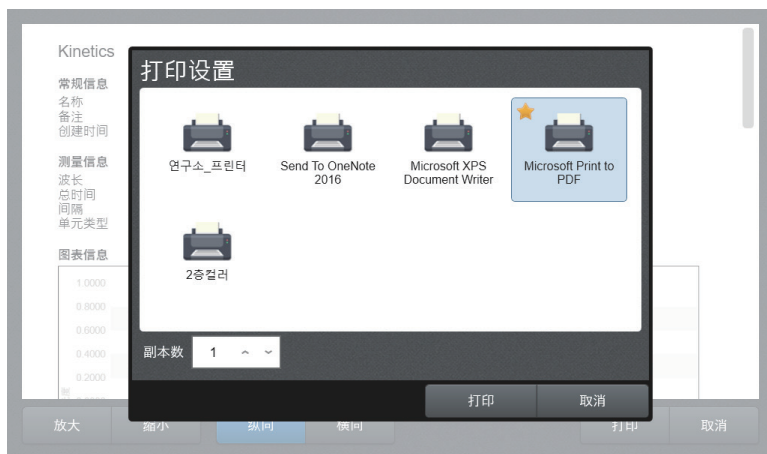 Kinetics
常规信息
名称
备注
创建时间
测量信息
波长
总时间
间隔
单元类型
图表信息
1.0000
0.8000
0.6000
0.4000
0.2000
打印设置
연구소_프린터
Send To OneNote
2016
Microsoft XPS
Document Writer
Microsoft Print to
PDF
2층컬러
副本数 1
打印 取消
放大 缩小 纵向 横向 打印 取消